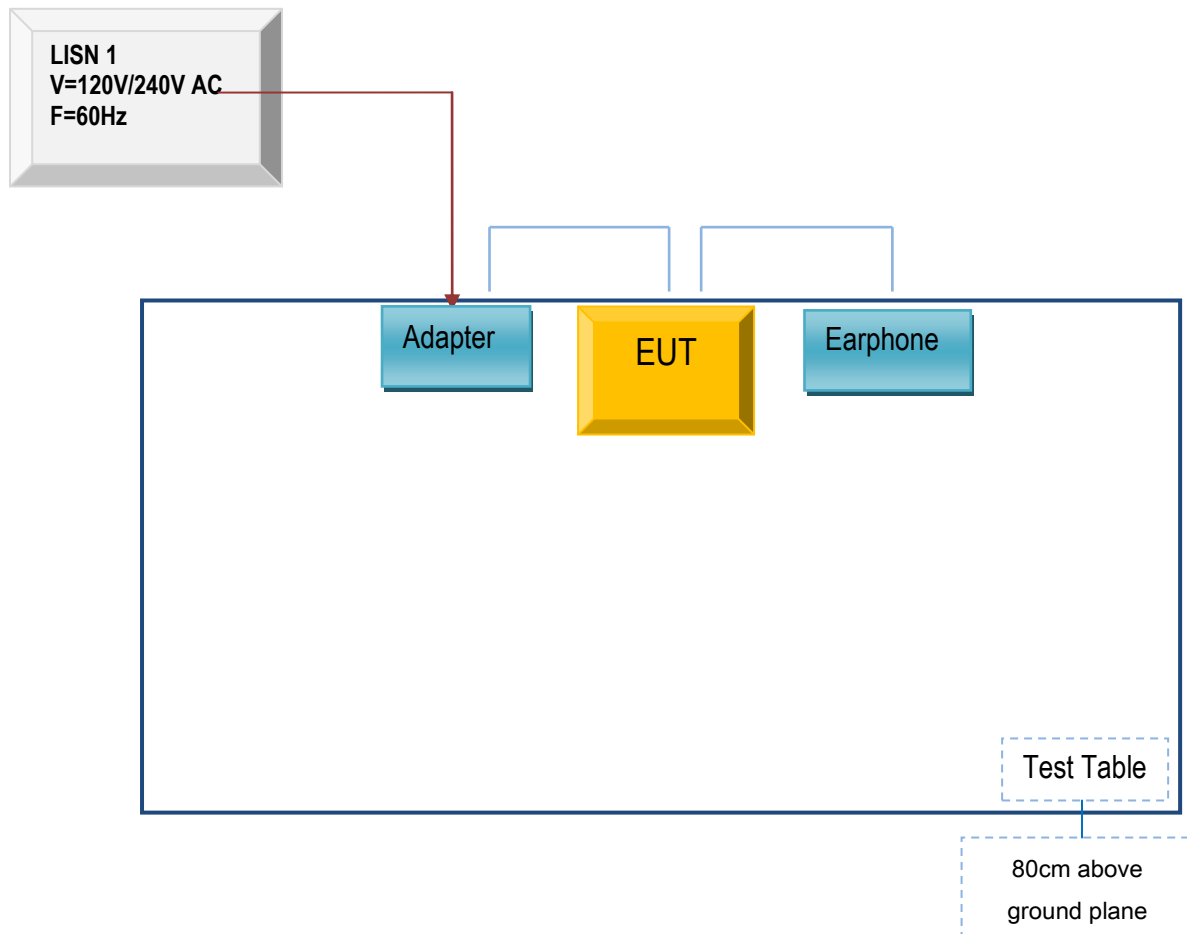 LISN 1
V=120V/240V AC
F=60Hz
Adapter
EUT
Earphone
Test Table
80cm above
ground plane